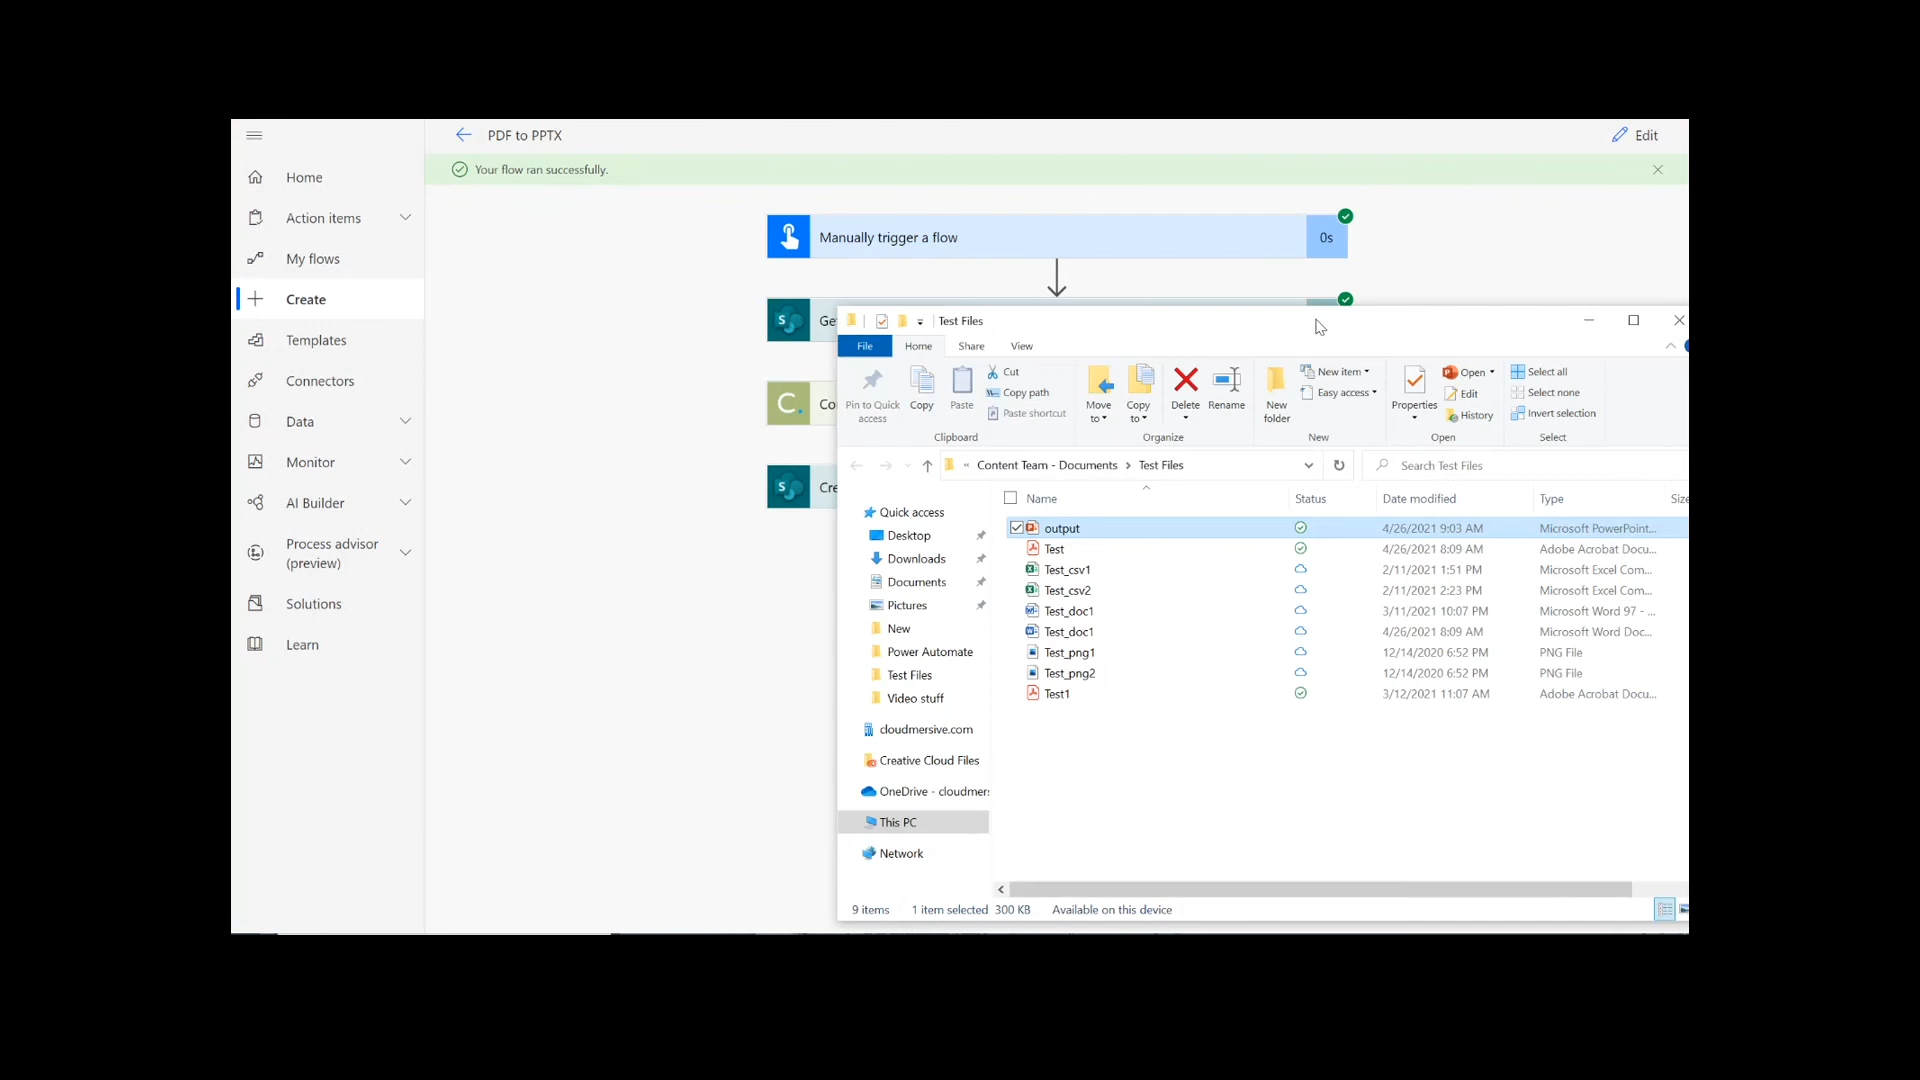 PDF to PPTX
Edit
Your flow ran successfully.
Home
Action items
My flows
Create
Templates
Connectors
Data
Monitor
AI Builder
Process advisor
(preview)
Solutions
Learn
Manually trigger a flow
0s
S
Ge
C.
Co
S
Cre
Test Files
File
Home
Share
View
Pin to Quick
access
Copy
Paste
Cut
Copy path
Paste shortcut
Clipboard
Move
to
Copy
to
Delete
Rename
Organize
New
folder
New item
Easy access
New
Properties
Open
Edit
History
Open
Select all
Select none
Invert selection
Select
« Content Team - Documents > Test Files
Search Test Files
Quick access
Desktop
Downloads
Documents
Pictures
New
Power Automate
Test Files
Video stuff
cloudmersive.com
Creative Cloud Files
OneDrive - cloudmer
This PC
Network
Name Status Date modified Type Size
output 4/26/2021 9:03 AM Microsoft PowerPoint...
Test 4/26/2021 8:09 AM Adobe Acrobat Docu...
Test_csv1 2/11/2021 1:51 PM Microsoft Excel Com...
Test_csv2 2/11/2021 2:23 PM Microsoft Excel Com...
Test_doc1 3/11/2021 10:07 PM Microsoft Word 97 - ...
Test_doc1 4/26/2021 8:09 AM Microsoft Word Doc...
Test_png1 12/14/2020 6:52 PM PNG File
Test_png2 12/14/2020 6:52 PM PNG File
Test1 3/12/2021 11:07 AM Adobe Acrobat Docu...
9 items 1 item selected 300 KB Available on this device